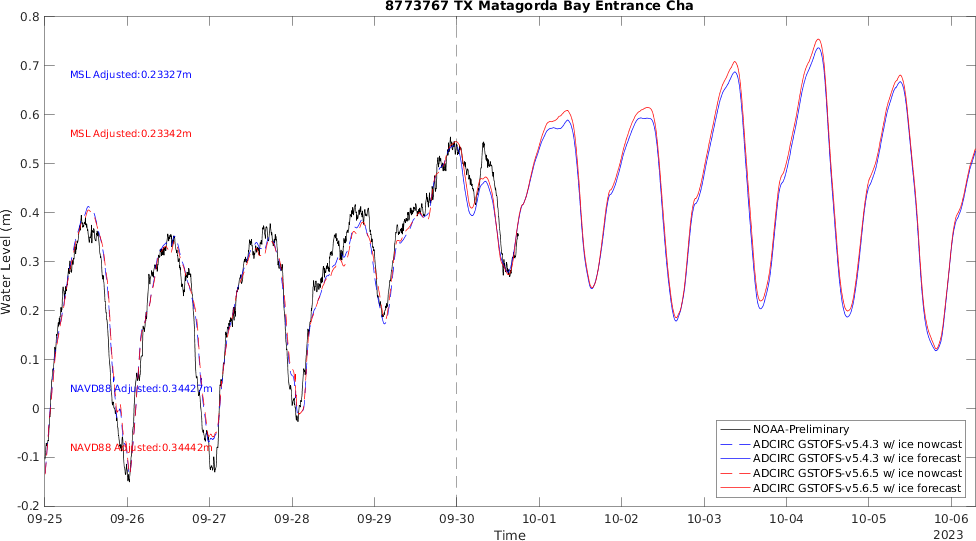 8773767 TX Matagorda Bay Entrance Cha
0.8
0.7
0.6
0.5
0.4
0.3
0.2
0.1
0
-0.1
-0.2
Water Level (m)
MSL Adjusted:0.23327m
MSL Adjusted:0.23342m
NAVD88 Adjusted:0.34427m
NAVD88 Adjusted:0.34442m
NOAA-Preliminary
ADCIRC GSTOFS-v5.4.3 w/ ice nowcast
ADCIRC GSTOFS-v5.4.3 w/ ice forecast
ADCIRC GSTOFS-v5.6.5 w/ ice nowcast
ADCIRC GSTOFS-v5.6.5 w/ ice forecast
09-25 09-26 09-27 09-28 09-29 09-30 10-01 10-02 10-03 10-04 10-05 10-06
Time
2023